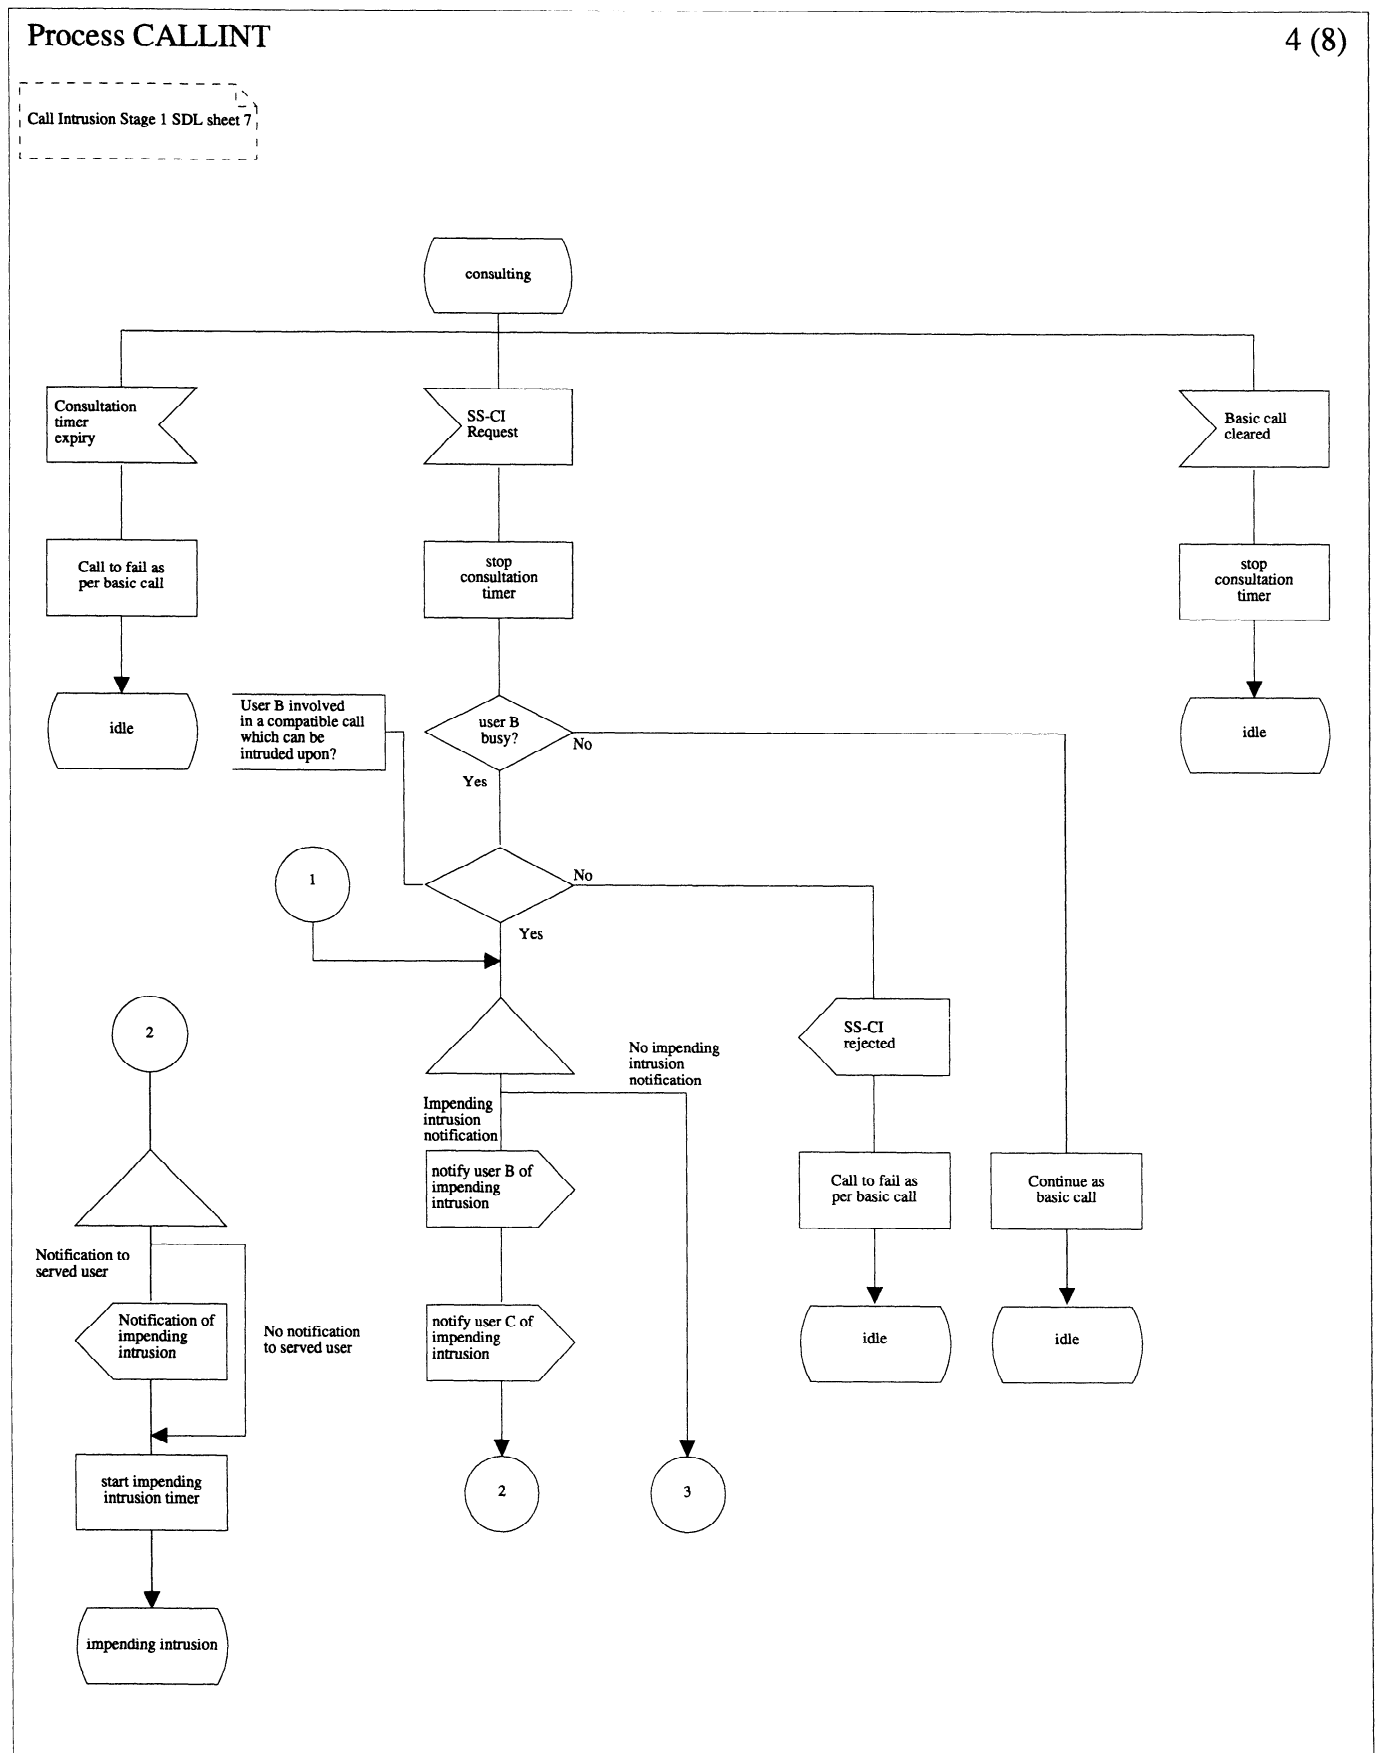 Process CALLINT
4 (8)
Call Intrusion Stage 1 SDL sheet 7
consulting
Consultation
timer
expiry
SS-CI
Request
Basic call
cleared
Call to fail as
per basic call
stop
consultation
timer
stop
consultation
timer
idle
User B involved
in a compatible call
which can be
intruded upon?
user B
busy?
No
Yes
idle
1
No
Yes
2
SS-CI
rejected
No impending
intrusion
notification
Impending
intrusion
notification
notify user B of
impending
intrusion
Call to fail as
per basic call
Continue as
basic call
Notification to
served user
Notification of
impending
intrusion
No notification
to served user
notify user C of
impending
intrusion
idle
idle
start impending
intrusion timer
2
3
impending intrusion